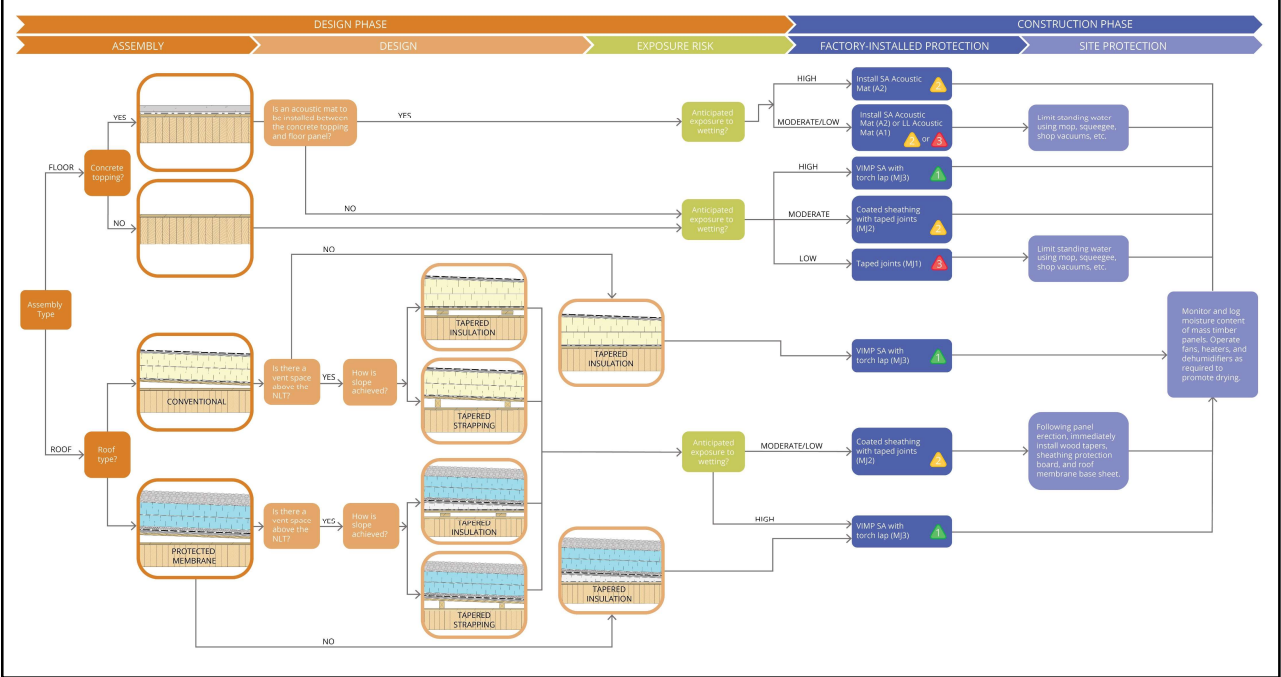 DESIGN PHASE
CONSTRUCTION PHASE
ASSEMBLY
DESIGN
EXPOSURE RISK
FACTORY-INSTALLED PROTECTION
SITE PROTECTION
Assembly
Type
FLOOR
Concrete
topping?
YES
NO
Is an acoustic mat to
be installed between
the concrete topping
and floor panel?
YES
NO
Anticipated
exposure to
wetting?
HIGH
MODERATE/LOW
Install SA Acoustic
Mat (A2)
2
Install SA Acoustic
Mat (A2) or LL Acoustic
Mat (A1)
2 or 3
Limit standing water
using mop, squeegee,
shop vacuums, etc.
Anticipated
exposure to
wetting?
HIGH
MODERATE
LOW
VIMP SA with
torch lap (MJ3)
1
Coated sheathing
with taped joints
(MJ2)
2
Taped joints (MJ1)
3
Limit standing water
using mop, squeegee,
shop vacuums, etc.
ROOF
Roof
type?
CONVENTIONAL
Is there a
vent space
above the
NLT?
NO
YES
How is
slope
achieved?
TAPERED
INSULATION
TAPERED
STRAPPING
TAPERED
INSULATION
VIMP SA with
torch lap (MJ3)
1
PROTECTED
MEMBRANE
Is there a
vent space
above the
NLT?
YES
NO
How is
slope
achieved?
TAPERED
INSULATION
TAPERED
STRAPPING
TAPERED
INSULATION
Anticipated
exposure to
wetting?
MODERATE/LOW
HIGH
Coated sheathing
with taped joints
(MJ2)
2
Following panel
erection, immediately
install wood tapers,
sheathing protection
board, and roof
membrane base sheet.
VIMP SA with
torch lap (MJ3)
1
Monitor and log
moisture content
of mass timber
panels. Operate
fans, heaters, and
dehumidifiers as
required to
promote drying.